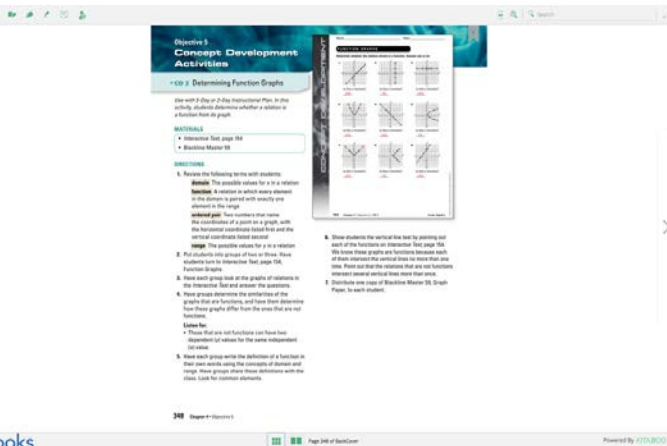 Search
Objective 5
Concept Development
Activities
CD 2 Determining Function Graphs
Use with 5-Day or 2-Day Instructional Plan. In this
activity, students determine whether a relation is
a function from its graph.
MATERIALS
• Interactive Text, page 154
• Blackline Master 59
DIRECTIONS
1. Review the following terms with students:
domain The possible values for x in a relation
function A relation in which every element
in the domain is paired with exactly one
element in the range
ordered pair Two numbers that name
the coordinates of a point on a graph, with
the horizontal coordinate listed first and the
vertical coordinate listed second
range The possible values for y in a relation
2. Put students into groups of two or three. Have
students turn to Interactive Text, page 154,
Function Graphs.
3. Have each group look at the graphs of relations in
the Interactive Text and answer the questions.
4. Have groups determine the similarities of the
graphs that are functions, and have them determine
how these graphs differ from the ones that are not
functions.
Listen for:
• Those that are not functions can have two
dependent (y) values for the same independent
(x) value.
5. Have each group write the definition of a function in
their own words using the concepts of domain and
range. Have groups share these definitions with the
class. Look for common elements.
348 Chapter 4 • Objective 5
CONCEPT DEVELOPMENT
FUNCTION GRAPHS
6. Show students the vertical line test by pointing out
each of the functions on Interactive Text, page 154.
We know these graphs are functions because each
of them intersect the vertical lines no more than one
time. Point out that the relations that are not functions
intersect several vertical lines more than once.
7. Distribute one copy of Blackline Master 59, Graph
Paper, to each student.
ooks
Page 348 of BackCover
Powered By KITABOO